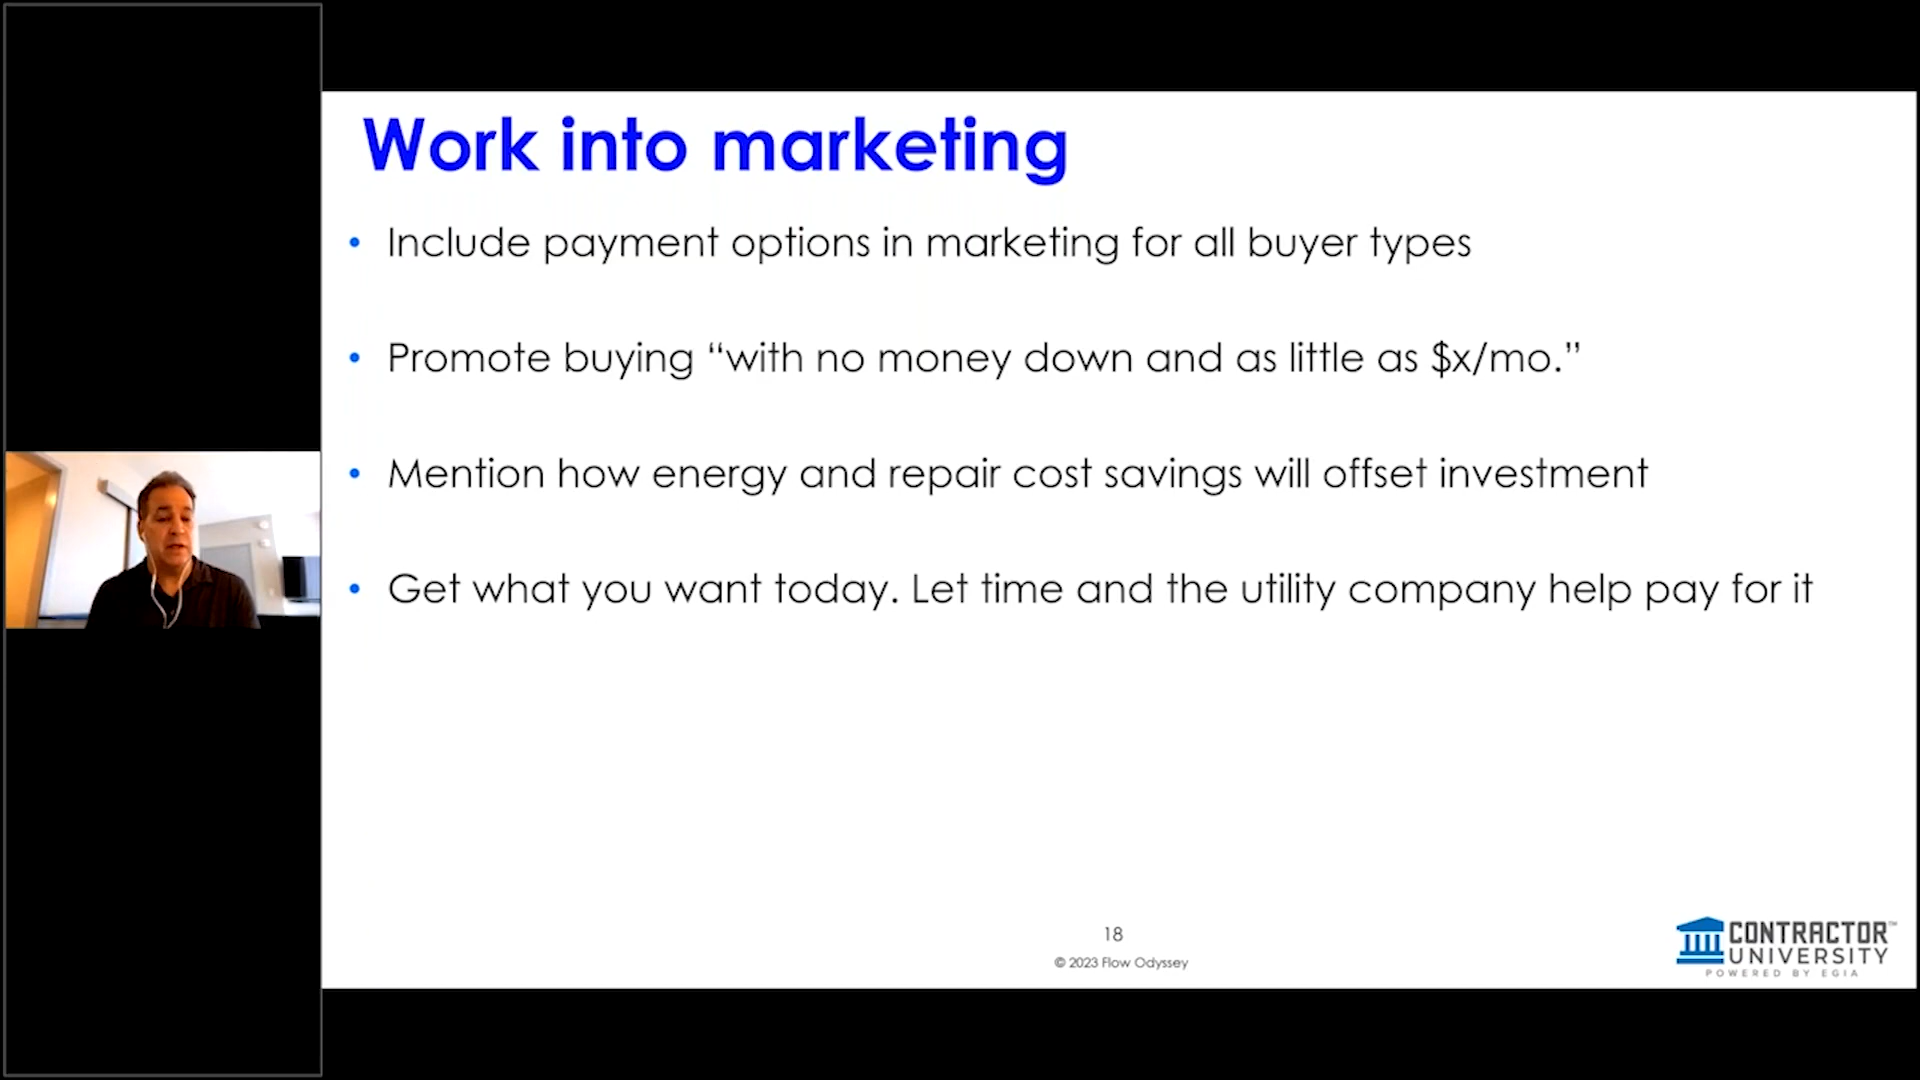 Work into marketing
• Include payment options in marketing for all buyer types
• Promote buying “with no money down and as little as $x/mo.”
• Mention how energy and repair cost savings will offset investment
• Get what you want today. Let time and the utility company help pay for it
18
© 2023 Flow Odyssey
CONTRACTOR™
UNIVERSITY
POWERED BY EGIA